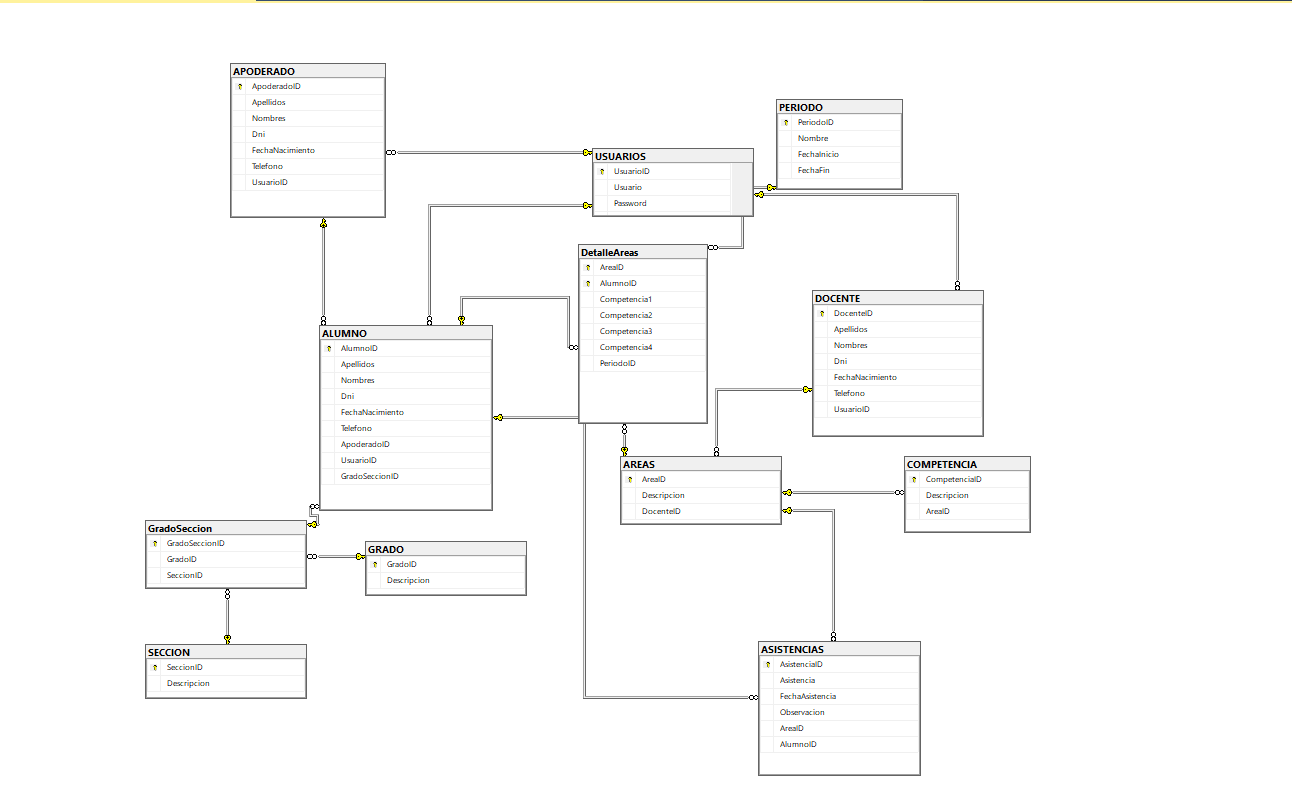 APODERADO
ApoderadoID
Apellidos
Nombres
Dni
FechaNacimiento
Telefono
UsuarioID
PERIODO
PeriodoID
Nombre
FechaInicio
FechaFin
USUARIOS
UsuarioID
Usuario
Password
DetalleAreas
AreaID
AlumnoID
Competencia1
Competencia2
Competencia3
Competencia4
PeriodoID
DOCENTE
DocenteID
Apellidos
Nombres
Dni
FechaNacimiento
Telefono
UsuarioID
ALUMNO
AlumnoID
Apellidos
Nombres
Dni
FechaNacimiento
Telefono
ApoderadoID
UsuarioID
GradoSeccionID
AREAS
AreaID
Descripcion
DocenteID
COMPETENCIA
CompetenciaID
Descripcion
AreaID
GradoSeccion
GradoSeccionID
GradoID
SeccionID
GRADO
GradoID
Descripcion
SECCION
SeccionID
Descripcion
ASISTENCIAS
AsistenciaID
Asistencia
FechaAsistencia
Observacion
AreaID
AlumnoID